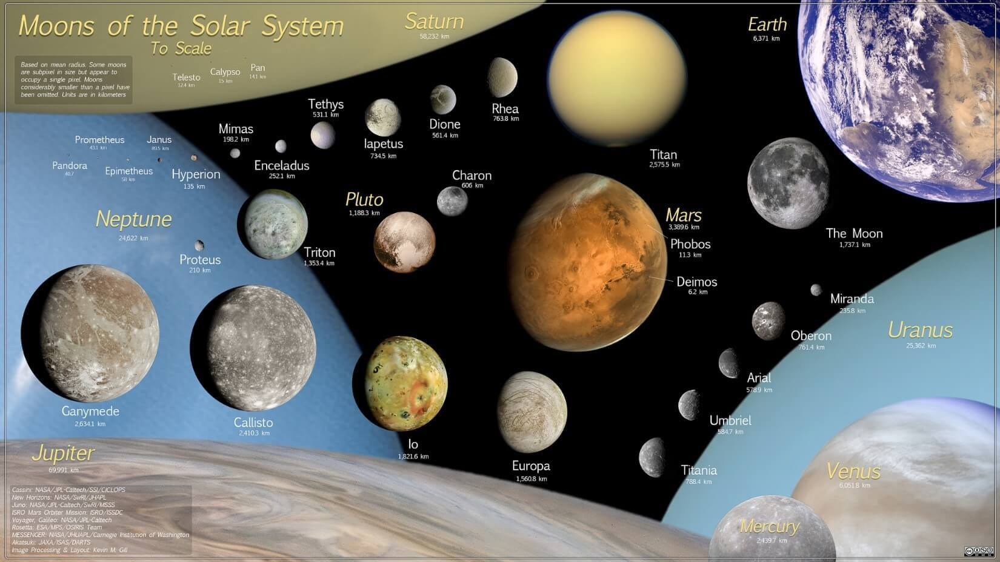 Moons of the Solar System
To Scale
Based on mean radius. Some moons
are subpixel in size but appear to
occupy a single pixel. Moons
considerably smaller than a pixel have
been omitted. Units are in kilometers
Telesto
12.4 km
Calypso
15 km
Pan
14.1 km
Saturn
58,232 km
Earth
6,371 km
Prometheus
43.1 km
Janus
89.5 km
Pandora
40.7
Epimetheus
58 km
Hyperion
135 km
Mimas
198.2 km
Enceladus
252.1 km
Tethys
531.1 km
Iapetus
734.5 km
Dione
561.4 km
Rhea
763.8 km
Titan
2,575.5 km
Charon
606 km
Pluto
1,188.3 km
Neptune
24,622 km
Triton
1,353.4 km
Proteus
210 km
Mars
3,389.6 km
Phobos
11.3 km
Deimos
6.2 km
The Moon
1,737.1 km
Miranda
235.8 km
Oberon
761.4 km
Uranus
25,362 km
Arial
578.9 km
Umbriel
584.7 km
Titania
788.4 km
Ganymede
2,634.1 km
Callisto
2,410.3 km
Io
1,821.6 km
Europa
1,560.8 km
Jupiter
69,991 km
Venus
6,051.8 km
Mercury
2,439.7 km
Cassini: NASA/JPL-Caltech/SSI/CICLOPS
New Horizons: NASA/SwRI/JHAPL
Juno: NASA/JPL-Caltech/SwRI/MSSS
ISRO Mars Orbiter Mission: ISRO/ISSDC
Voyager, Galileo: NASA/JPL-Caltech
Rosetta: ESA/MPS/OSIRIS Team
MESSENGER: NASA/JHUAPL/Carnegie Institution of Washington
Akatsuki: JAXA/ISAS/DARTS
Image Processing & Layout: Kevin M. Gill